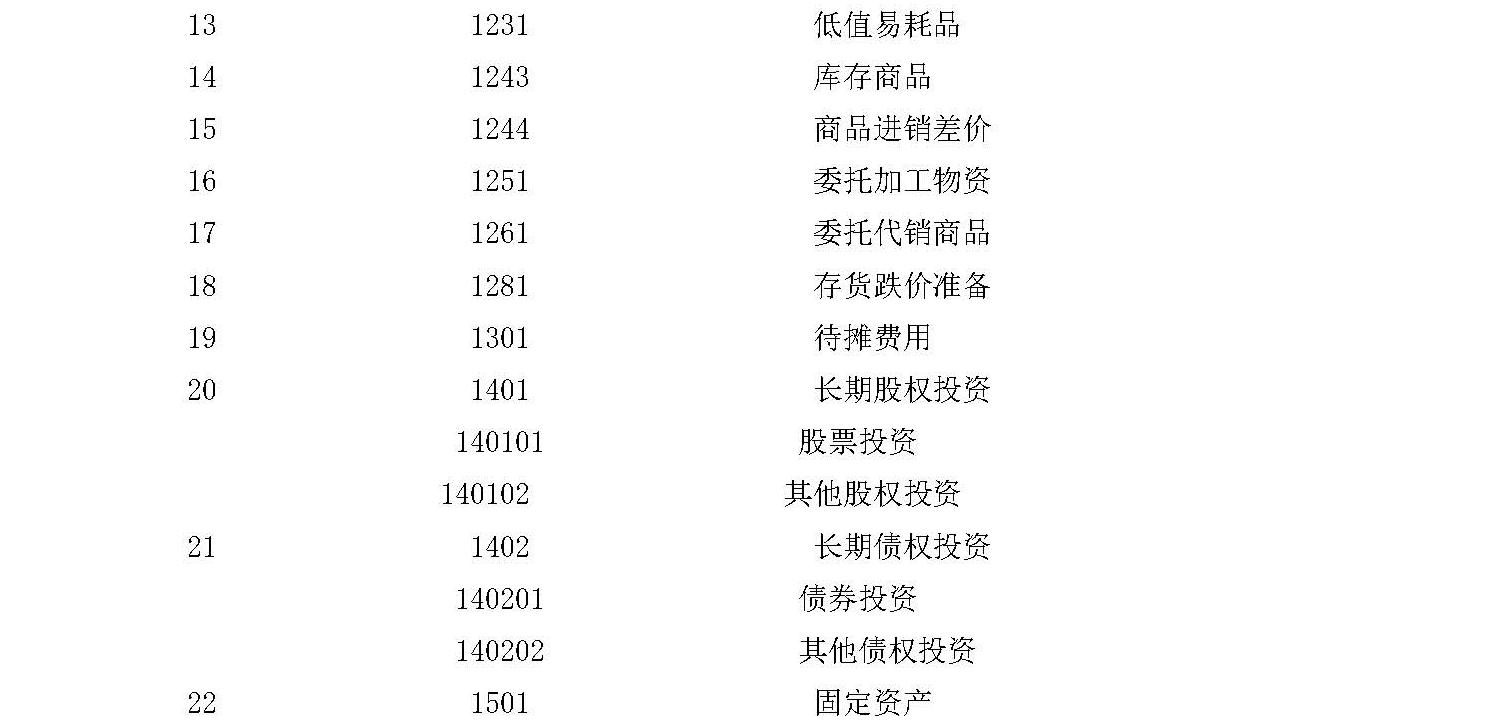 13 1231 低值易耗品
14 1243 库存商品
15 1244 商品进销差价
16 1251 委托加工物资
17 1261 委托代销商品
18 1281 存货跌价准备
19 1301 待摊费用
20 1401 长期股权投资
140101 股票投资
140102 其他股权投资
21 1402 长期债权投资
140201 债券投资
140202 其他债权投资
22 1501 固定资产